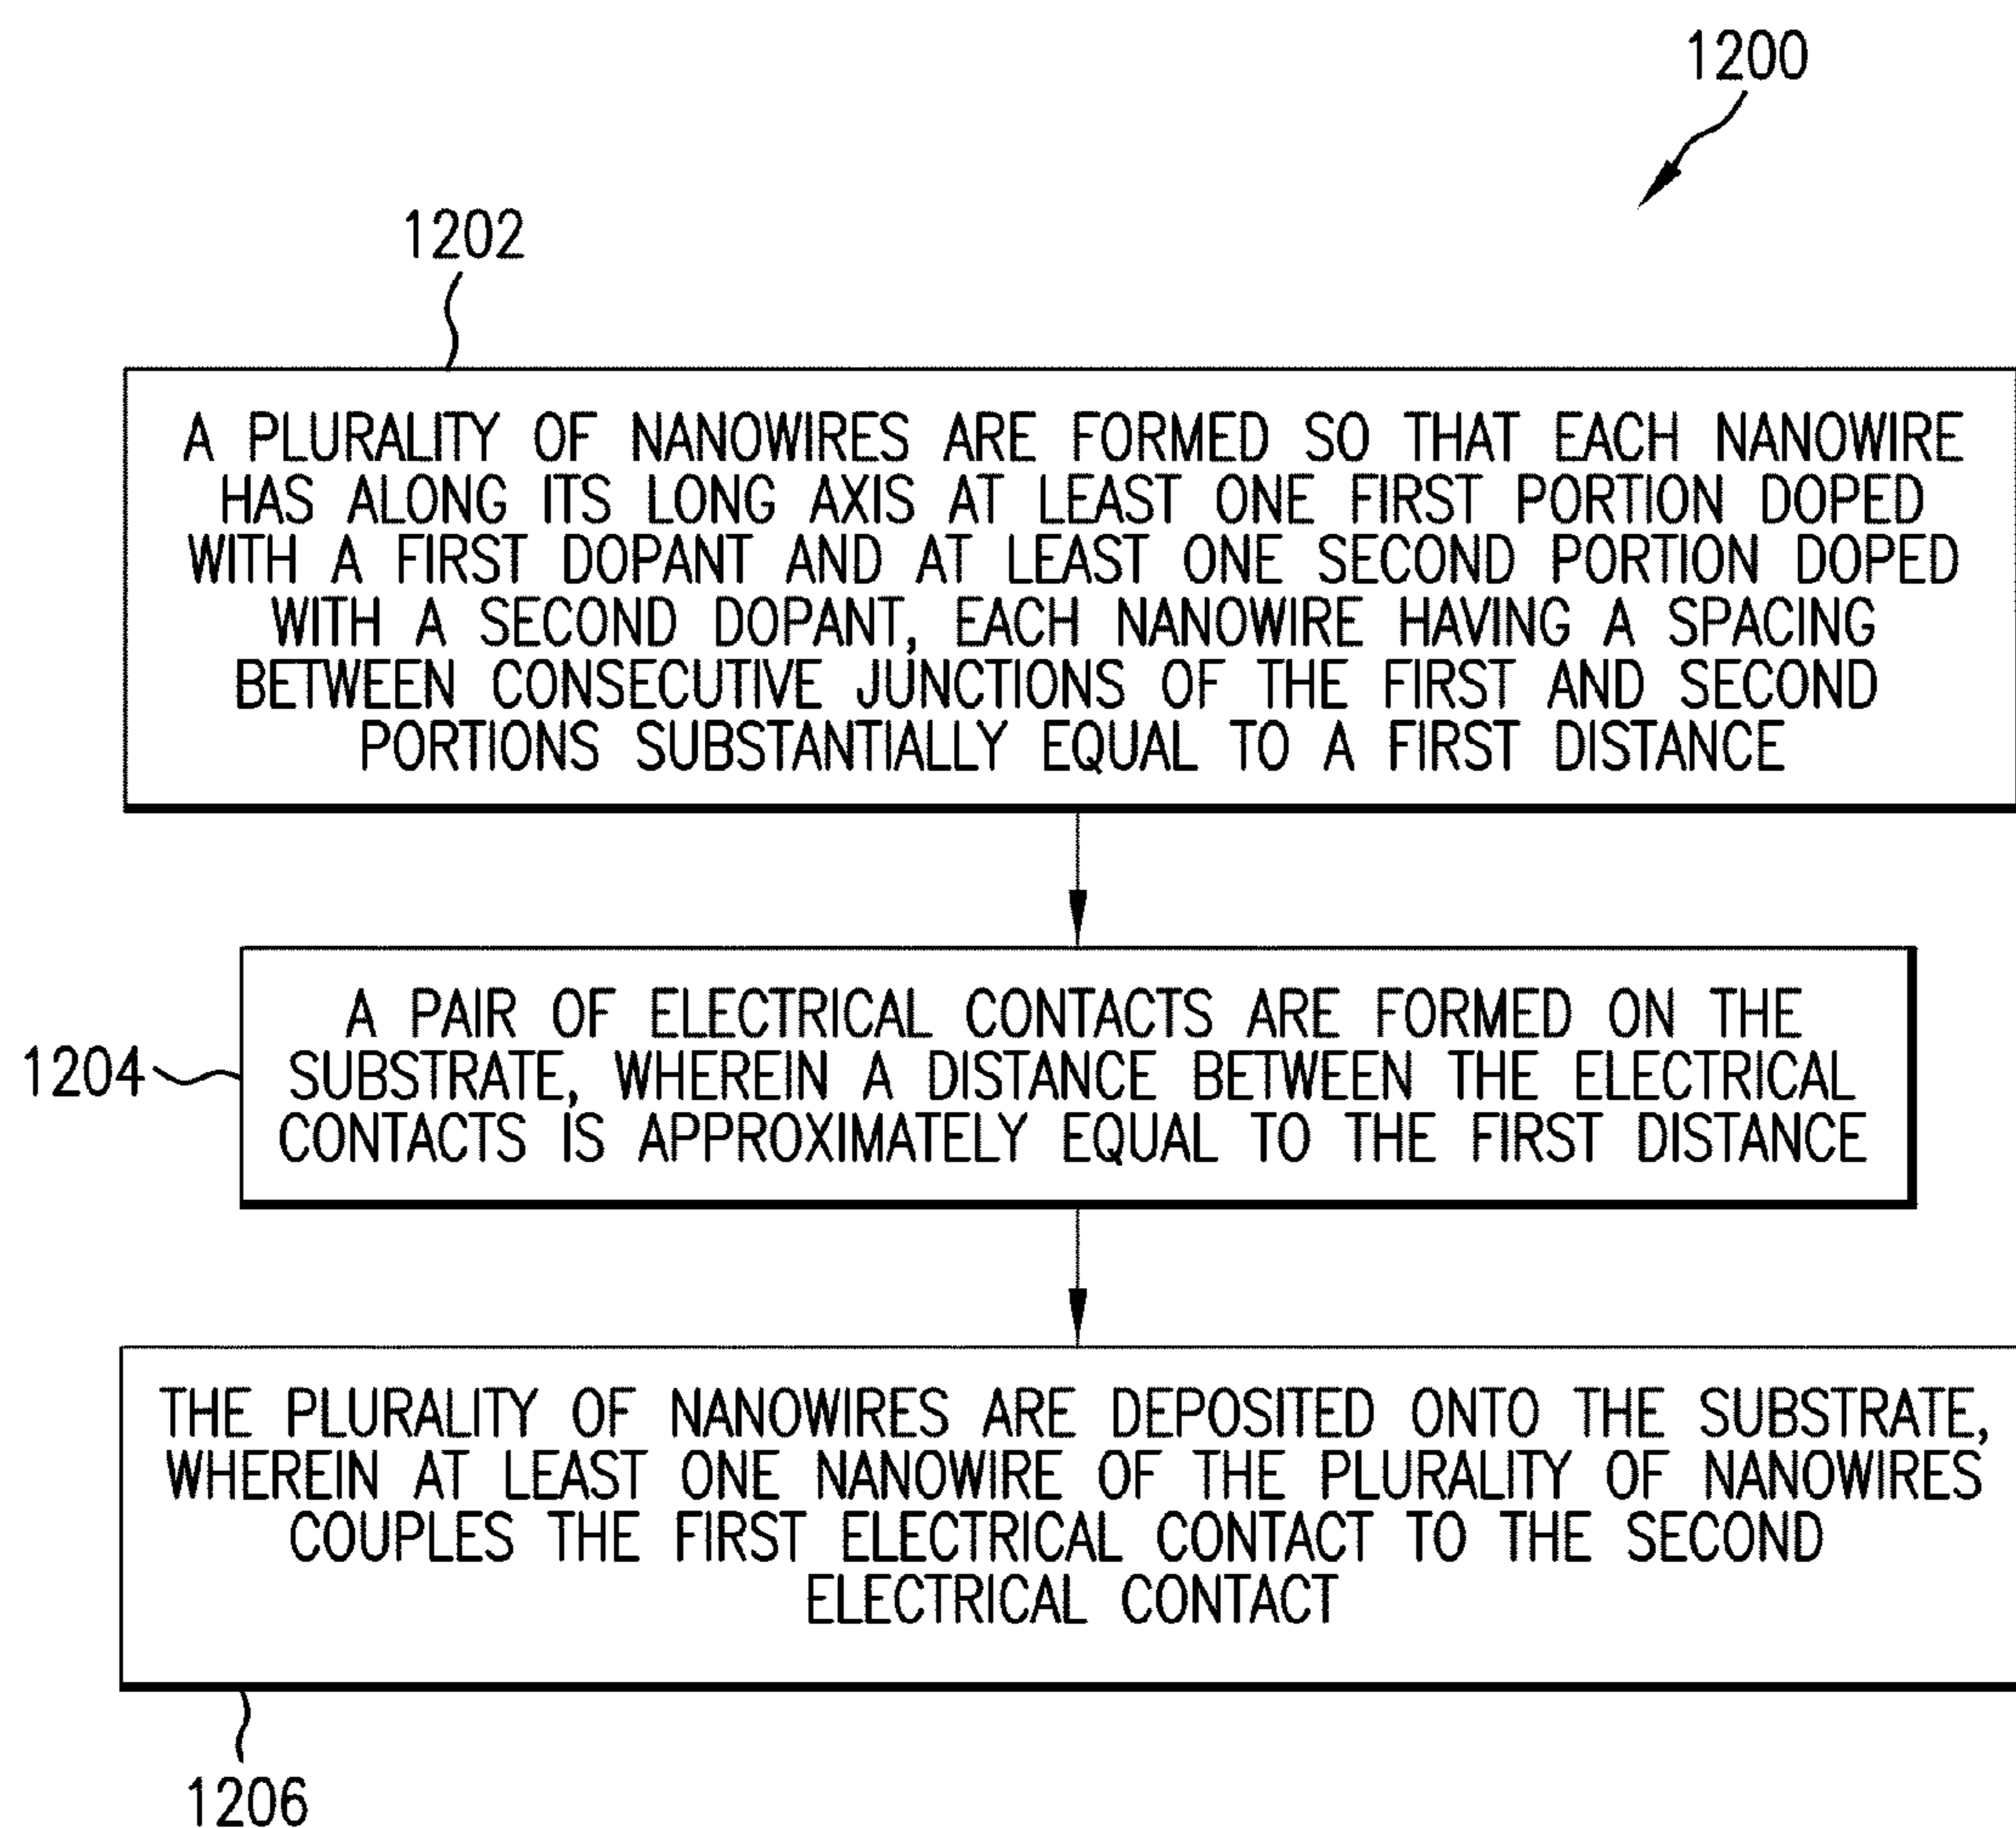 1200
1202
A PLURALITY OF NANOWIRES ARE FORMED SO THAT EACH NANOWIRE
HAS ALONG ITS LONG AXIS AT LEAST ONE FIRST PORTION DOPED
WITH A FIRST DOPANT AND AT LEAST ONE SECOND PORTION DOPED
WITH A SECOND DOPANT, EACH NANOWIRE HAVING A SPACING
BETWEEN CONSECUTIVE JUNCTIONS OF THE FIRST AND SECOND
PORTIONS SUBSTANTIALLY EQUAL TO A FIRST DISTANCE
1204
A PAIR OF ELECTRICAL CONTACTS ARE FORMED ON THE
SUBSTRATE, WHEREIN A DISTANCE BETWEEN THE ELECTRICAL
CONTACTS IS APPROXIMATELY EQUAL TO THE FIRST DISTANCE
THE PLURALITY OF NANOWIRES ARE DEPOSITED ONTO THE SUBSTRATE,
WHEREIN AT LEAST ONE NANOWIRE OF THE PLURALITY OF NANOWIRES
COUPLES THE FIRST ELECTRICAL CONTACT TO THE SECOND
ELECTRICAL CONTACT
1206